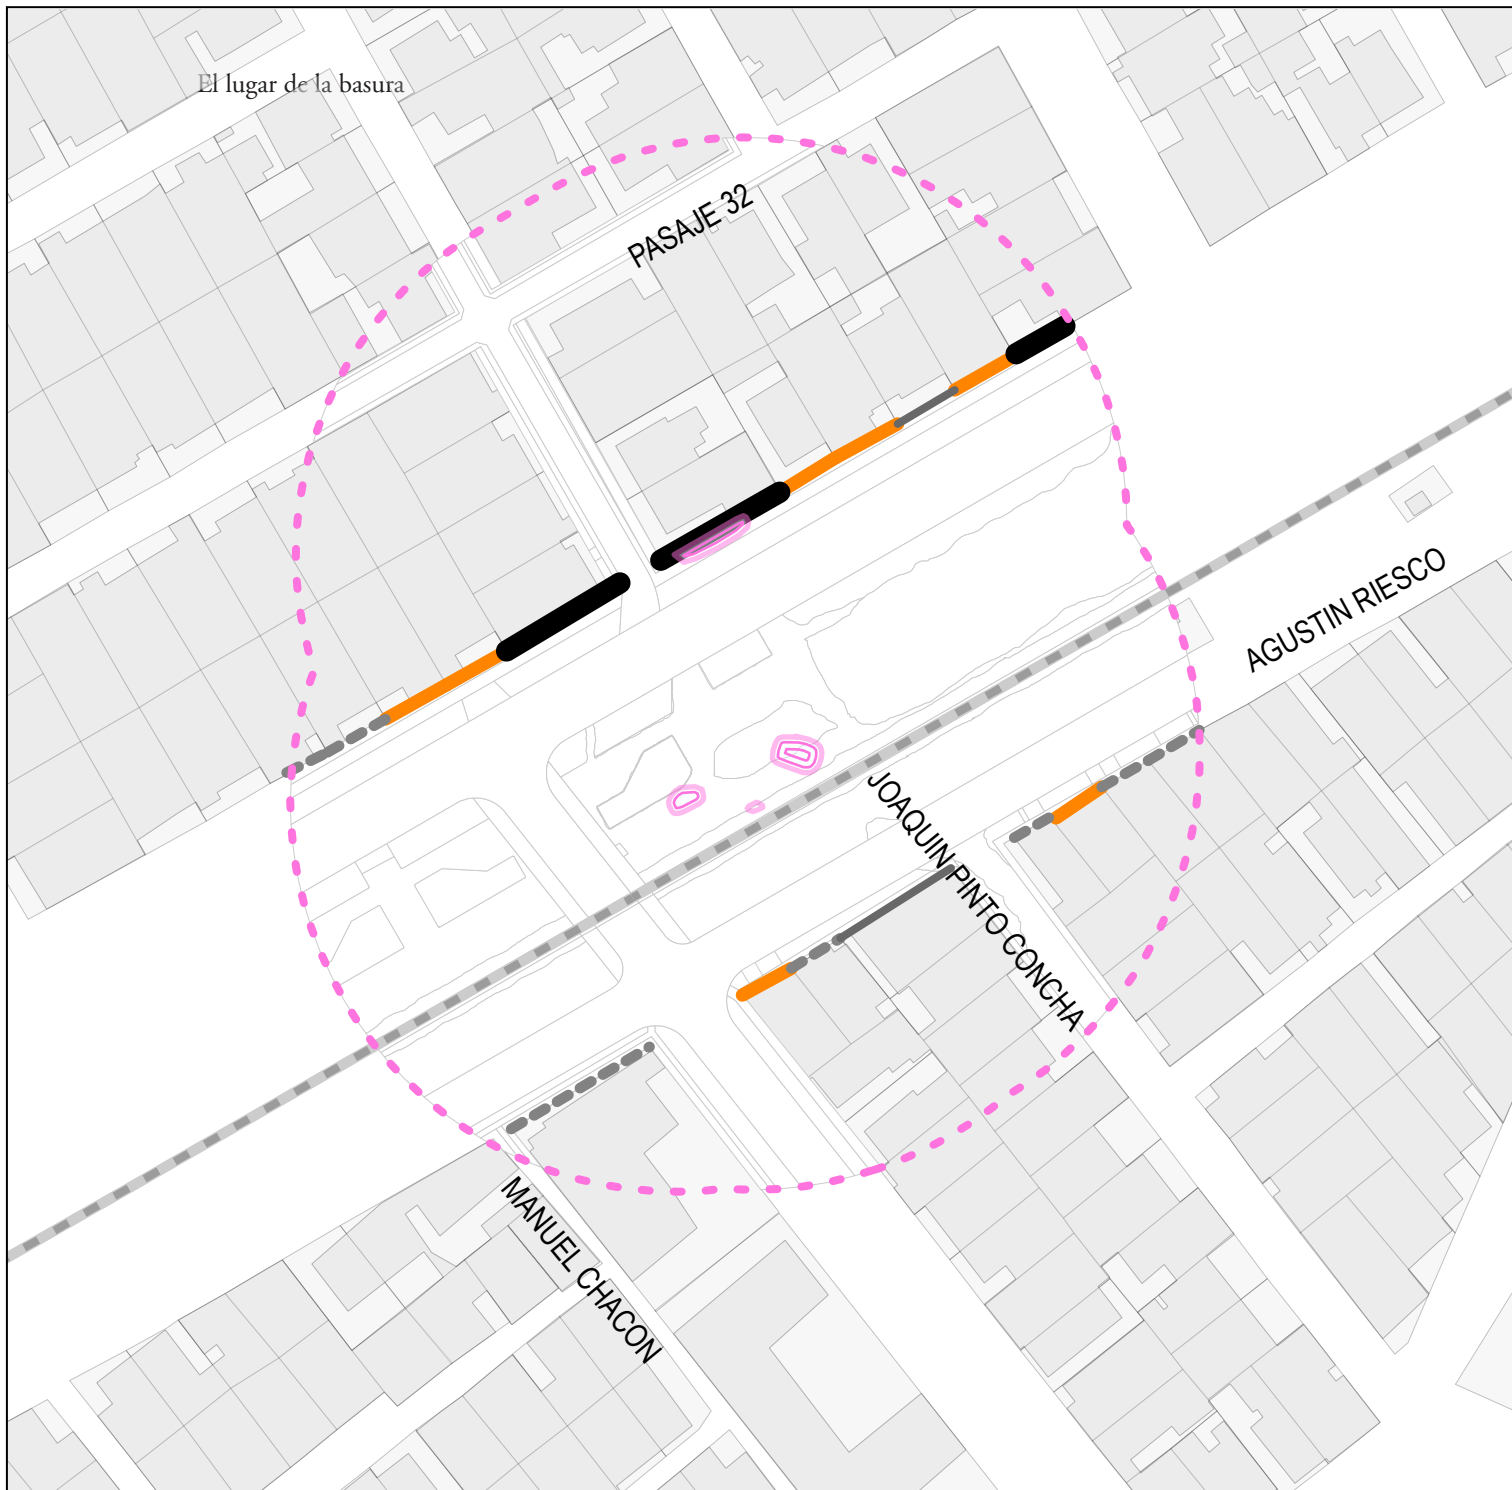 El lugar de la basura
PASAJE 32
AGUSTIN RIESCO
JOAQUIN PINTO CONCHA
MANUEL CHACON